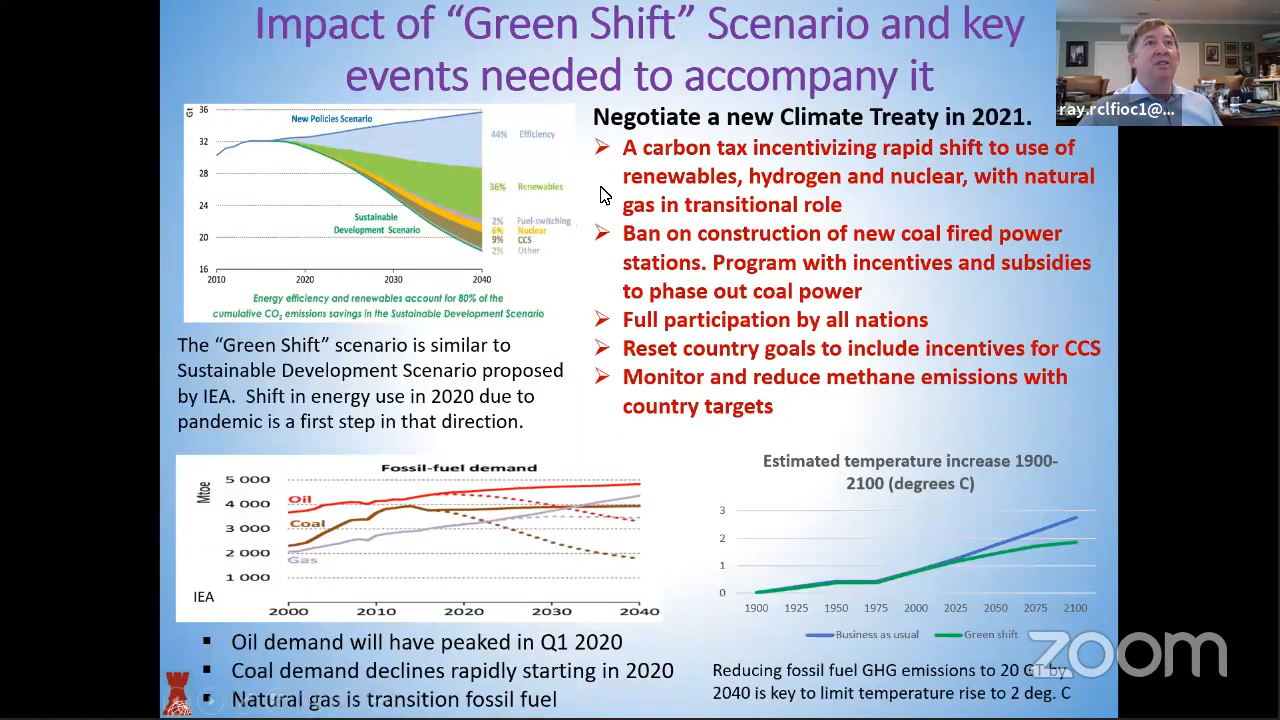 Impact of “Green Shift” Scenario and key
events needed to accompany it
ray.rclfioc1@...
Gt
36
32
28
24
20
16
2010
2020
2030
2040
New Policies Scenario
Sustainable
Development Scenario
44% Efficiency
36% Renewables
2% Fuel-switching
6% Nuclear
9% CCS
2% Other
Energy efficiency and renewables account for 80% of the
cumulative CO2 emissions savings in the Sustainable Development Scenario
The “Green Shift” scenario is similar to
Sustainable Development Scenario proposed
by IEA. Shift in energy use in 2020 due to
pandemic is a first step in that direction.
Negotiate a new Climate Treaty in 2021.
A carbon tax incentivizing rapid shift to use of
renewables, hydrogen and nuclear, with natural
gas in transitional role
Ban on construction of new coal fired power
stations. Program with incentives and subsidies
to phase out coal power
Full participation by all nations
Reset country goals to include incentives for CCS
Monitor and reduce methane emissions with
country targets
Fossil-fuel demand
Mtoe
5 000
4 000
3 000
2 000
1 000
Oil
Coal
Gas
IEA
2000
2010
2020
2030
2040
Oil demand will have peaked in Q1 2020
Coal demand declines rapidly starting in 2020
Natural gas is transition fossil fuel
Estimated temperature increase 1900-
2100 (degrees C)
3
2
1
0
1900 1925 1950 1975 2000 2025 2050 2075 2100
Business as usual
Green shift
Reducing fossil fuel GHG emissions to 20 GT by
2040 is key to limit temperature rise to 2 deg. C
zoom